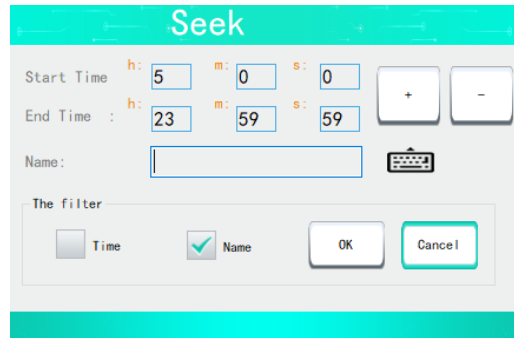 Seek
Start Time h: 5 m: 0 s: 0
+ -
End Time : h: 23 m: 59 s: 59
Name:
The filter
Time Name OK Cancel